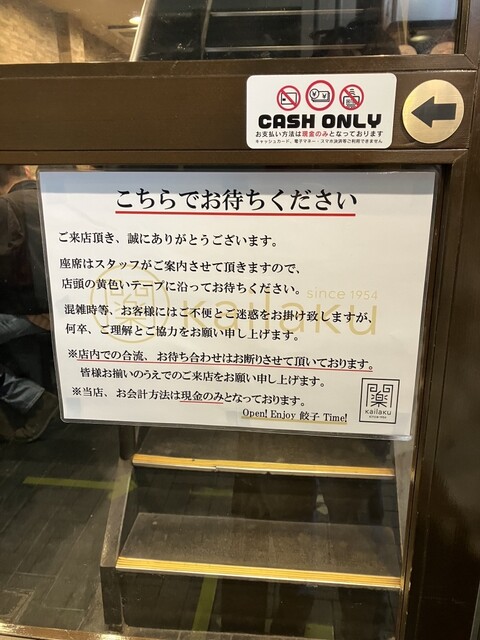 CASH ONLY
お支払い方法は現金のみとなっております
キャッシュカード、電子マネー・スマホ決済等ご利用できません
こちらでお待ちください
ご来店頂き、誠にありがとうございます。
座席はスタッフがご案内させて頂きますので、
店頭の黄色いテープに沿ってお待ちください。
since 1954
kailaku
混雑時等、お客様にはご不便とご迷惑をお掛け致しますが、
何卒、ご理解とご協力をお願い申し上げます。
※店内での合流、お待ち合わせはお断りさせて頂いております。
皆様お揃いのうえでのご来店をお願い申し上げます。
※当店、お会計方法は現金のみとなっております。
Open! Enjoy 餃子 Time!
KaiLaKU
SINCE 1954